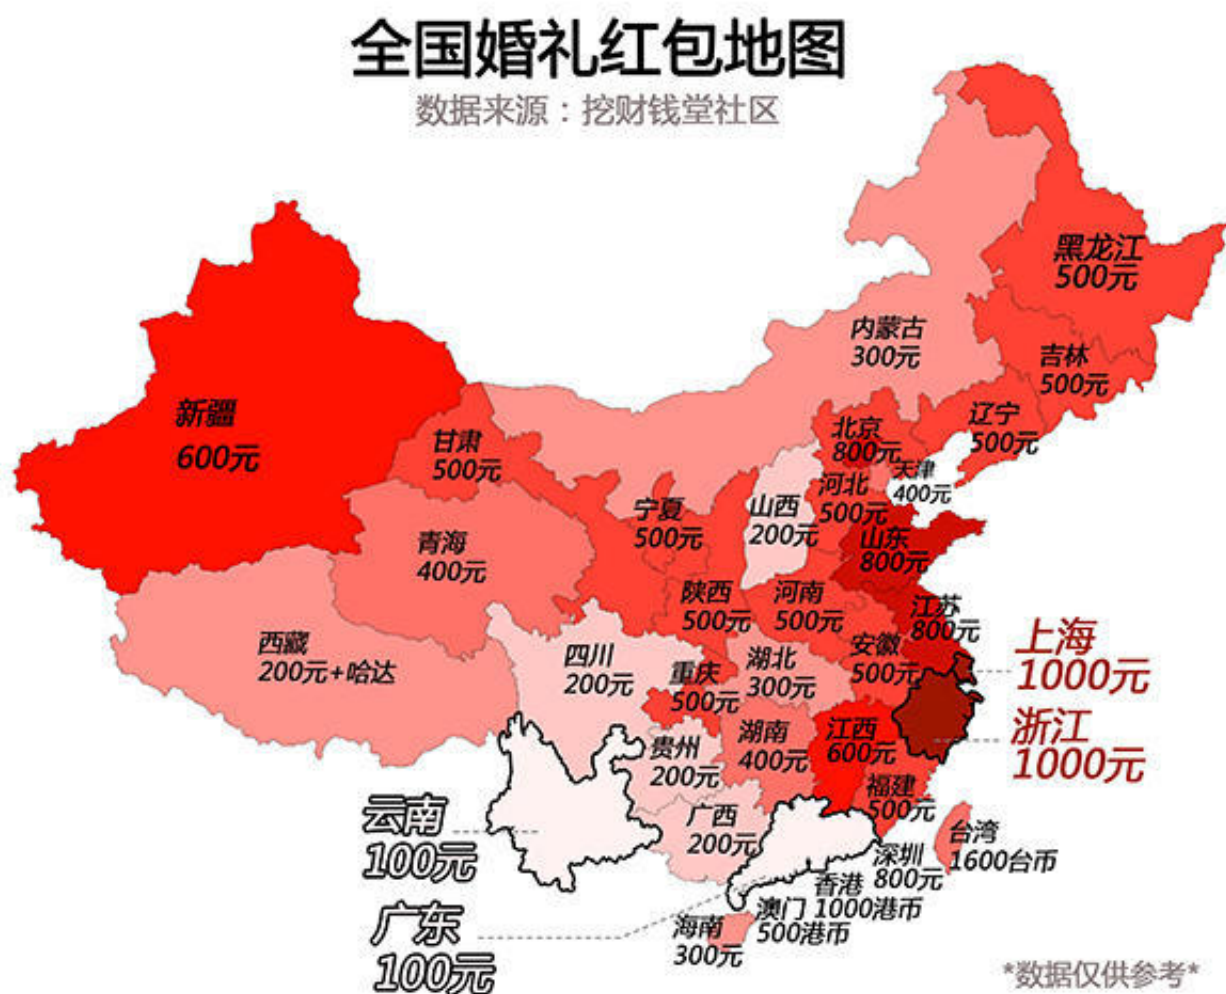 全国婚礼红包地图
数据来源：挖财钱堂社区
黑龙江
500元
内蒙古
300元
吉林
500元
新疆
600元
甘肃
500元
北京
800元
辽宁
500元
天津
400元
河北
500元
山西
200元
宁夏
500元
青海
400元
山东
800元
陕西
500元
河南
500元
江苏
800元
西藏
200元+哈达
四川
200元
重庆
500元
湖北
300元
安徽
500元
上海
1000元
浙江
1000元
贵州
200元
湖南
400元
江西
600元
福建
500元
云南
100元
广西
200元
台湾
1600台币
深圳
800元
香港
1000港币
澳门
500港币
广东
100元
海南
300元
*数据仅供参考*